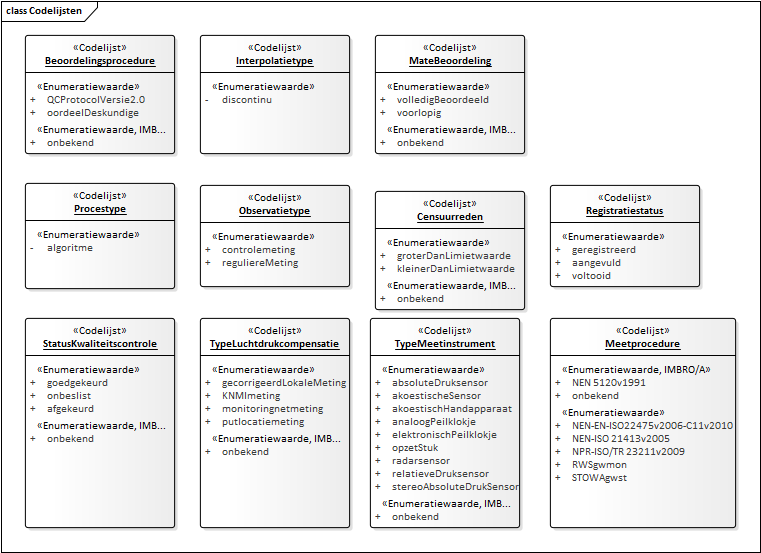 class Codelijsten
«Codelijst»
Beoordelingsprocedure
«Enumeratiewaarde»
+ QCProtocolVersie2.0
+ oordeelDeskundige
«Enumeratiewaarde, IMB...
+ onbekend
«Codelijst»
Interpolatietype
«Enumeratiewaarde»
- discontinu
«Codelijst»
MateBeoordeling
«Enumeratiewaarde»
+ volledigBeoordeeld
+ voorlopig
«Enumeratiewaarde, IMB...
+ onbekend
«Codelijst»
Procestype
«Enumeratiewaarde»
- algoritme
«Codelijst»
Observatietype
«Enumeratiewaarde»
+ controlemeting
+ reguliereMeting
«Codelijst»
Censuurreden
«Enumeratiewaarde»
+ groterDanLimietwaarde
+ kleinerDanLimietwaarde
«Enumeratiewaarde, IMB...
+ onbekend
«Codelijst»
Registratiestatus
«Enumeratiewaarde»
+ geregistreerd
+ aangevuld
+ voltooid
«Codelijst»
StatusKwaliteitscontrole
«Enumeratiewaarde»
+ goedgekeurd
+ onbeslist
+ afgekeurd
«Enumeratiewaarde, IMB...
+ onbekend
«Codelijst»
TypeLuchtdrukcompensatie
«Enumeratiewaarde»
+ gecorrigeerdLokaleMeting
+ KNMImeting
+ monitoringnetmeting
+ putlocatiemeting
«Enumeratiewaarde, IMB...
+ onbekend
«Codelijst»
TypeMeetinstrument
«Enumeratiewaarde»
+ absoluteDruksensor
+ akoestischeSensor
+ akoestischHandapparaat
+ analoogPeilklokje
+ elektronischPeilklokje
+ opzetStuk
+ radarsensor
+ relatieveDruksensor
+ stereoAbsoluteDrukSensor
«Enumeratiewaarde, IMB...
+ onbekend
«Codelijst»
Meetprocedure
«Enumeratiewaarde, IMBRO/A»
+ NEN 5120v1991
+ onbekend
«Enumeratiewaarde»
+ NEN-EN-ISO22475v2006-C11v2010
+ NEN-ISO 21413v2005
+ NPR-ISO/TR 23211v2009
+ RWSgwmon
+ STOWAgwst